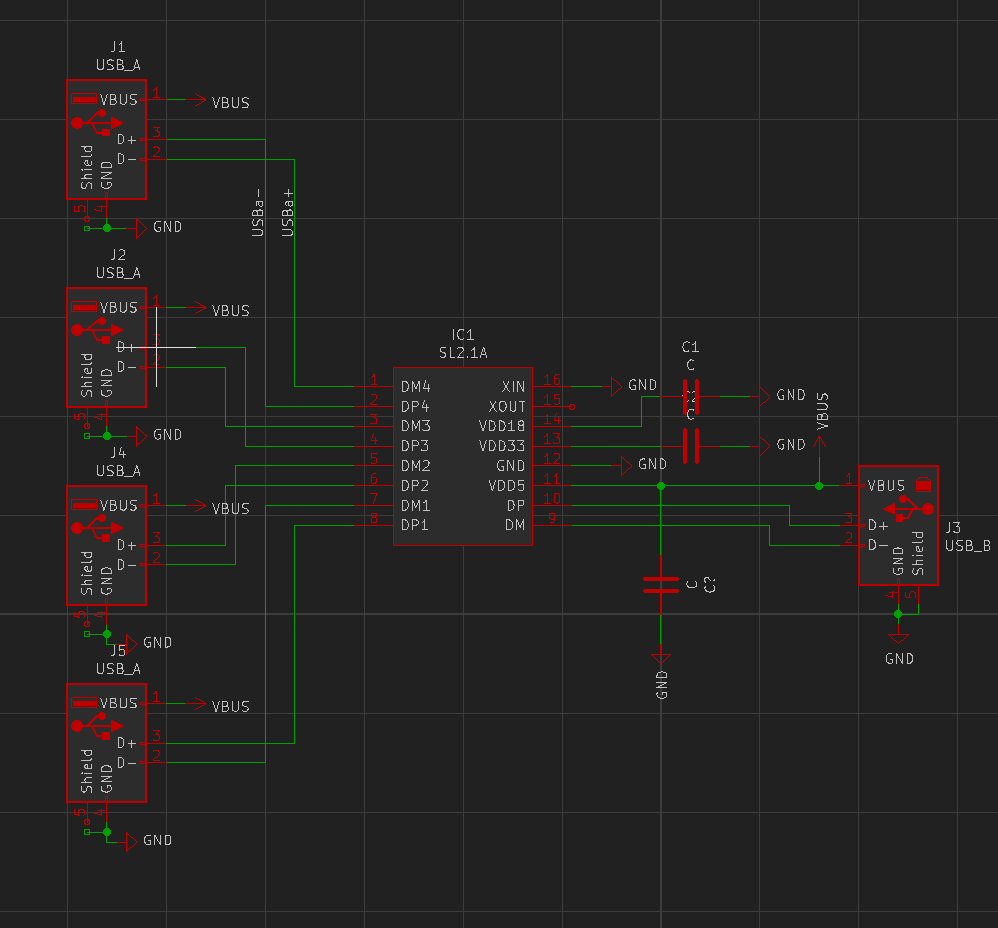 J1
USB_A
VBUS
1
VBUS
D+
3
D-
2
Shield
GND
5
4
GND
USBa-
USBa+
J2
USB_A
VBUS
1
VBUS
D+
D-
2
Shield
GND
5
4
GND
J4
USB_A
VBUS
1
VBUS
D+
3
D-
2
Shield
GND
5
4
GND
J5
USB_A
VBUS
1
VBUS
D+
3
D-
2
Shield
GND
5
4
GND
IC1
SL2.1A
1 DM4 XIN 16
2 DP4 XOUT 15
3 DM3 VDD18 14
4 DP3 VDD33 13
5 DM2 GND 12
6 DP2 VDD5 11
7 DM1 DP 10
8 DP1 DM 9
GND
GND
C1
C
GND
C2
C
GND
VBUS
C
C?
GND
1 VBUS
3 D+
2 D-
GND
Shield
4
5
J3
USB_B
GND